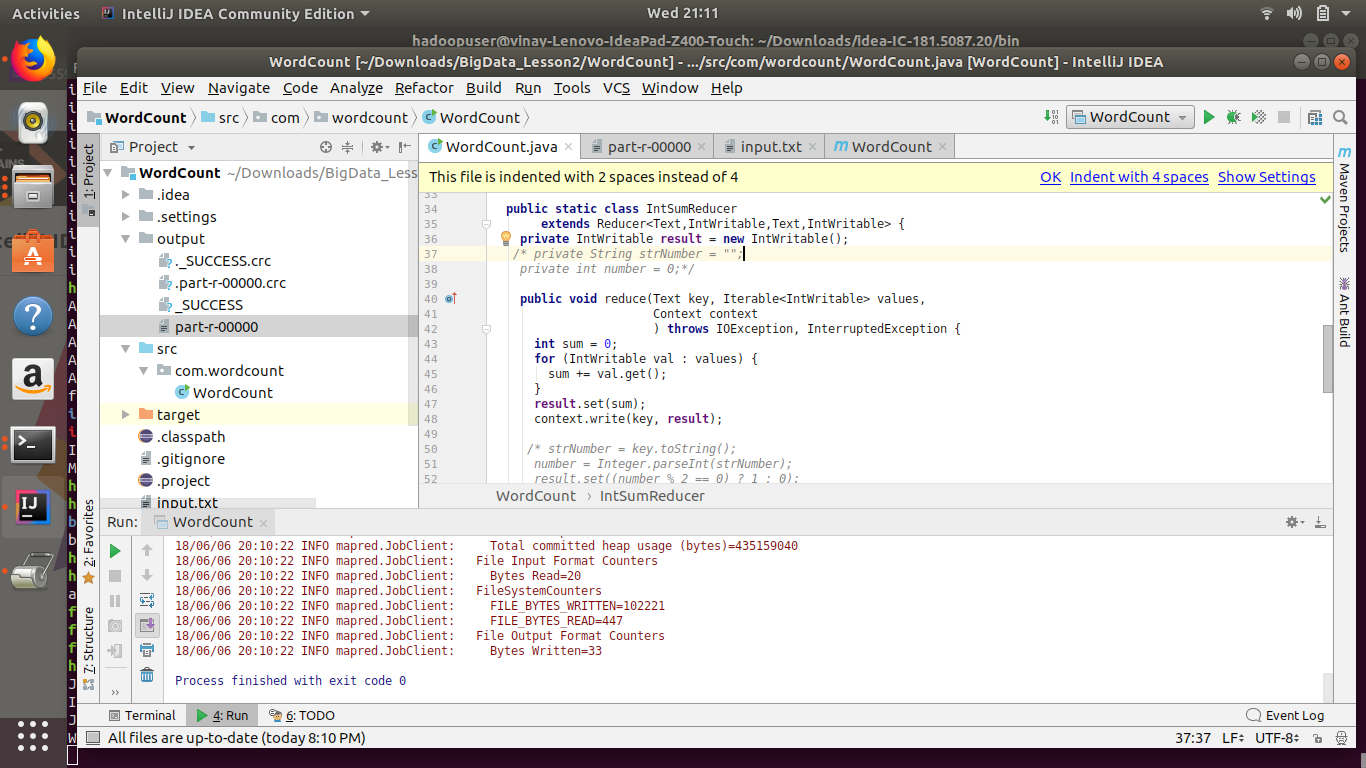 Activities IntelliJ IDEA Community Edition Wed 21:11
hadoopuser@vinay-Lenovo-IdeaPad-Z400-Touch: ~/Downloads/idea-IC-181.5087.20/bin
WordCount [~/Downloads/BigData_Lesson2/WordCount] - .../src/com/wordcount/WordCount.java [WordCount] - IntelliJ IDEA
File Edit View Navigate Code Analyze Refactor Build Run Tools VCS Window Help
WordCount src com wordcount WordCount WordCount
Project
WordCount.java part-r-00000 input.txt WordCount
This file is indented with 2 spaces instead of 4 OK Indent with 4 spaces Show Settings
1: Project
WordCount ~/Downloads/BigData_Less
.idea
.settings
output
._SUCCESS.crc
.part-r-00000.crc
_SUCCESS
part-r-00000
src
com.wordcount
WordCount
target
.classpath
.gitignore
.project
input.txt
33
34 public static class IntSumReducer
35 extends Reducer<Text,IntWritable,Text,IntWritable> {
36 private IntWritable result = new IntWritable();
37 /* private String strNumber = "";
38 private int number = 0;*/
39
40 public void reduce(Text key, Iterable<IntWritable> values,
41 Context context
42 ) throws IOException, InterruptedException {
43 int sum = 0;
44 for (IntWritable val : values) {
45 sum += val.get();
46 }
47 result.set(sum);
48 context.write(key, result);
49
50 /* strNumber = key.toString();
51 number = Integer.parseInt(strNumber);
52 result.set((number % 2 == 0) ? 1 : 0);
WordCount › IntSumReducer
Maven Projects
Ant Build
2: Favorites
7: Structure
Run: WordCount
18/06/06 20:10:22 INFO mapred.JobClient: Total committed heap usage (bytes)=435159040
18/06/06 20:10:22 INFO mapred.JobClient: File Input Format Counters
18/06/06 20:10:22 INFO mapred.JobClient: Bytes Read=20
18/06/06 20:10:22 INFO mapred.JobClient: FileSystemCounters
18/06/06 20:10:22 INFO mapred.JobClient: FILE_BYTES_WRITTEN=102221
18/06/06 20:10:22 INFO mapred.JobClient: FILE_BYTES_READ=447
18/06/06 20:10:22 INFO mapred.JobClient: File Output Format Counters
18/06/06 20:10:22 INFO mapred.JobClient: Bytes Written=33
Process finished with exit code 0
Terminal 4: Run 6: TODO Event Log
All files are up-to-date (today 8:10 PM) 37:37 LF UTF-8